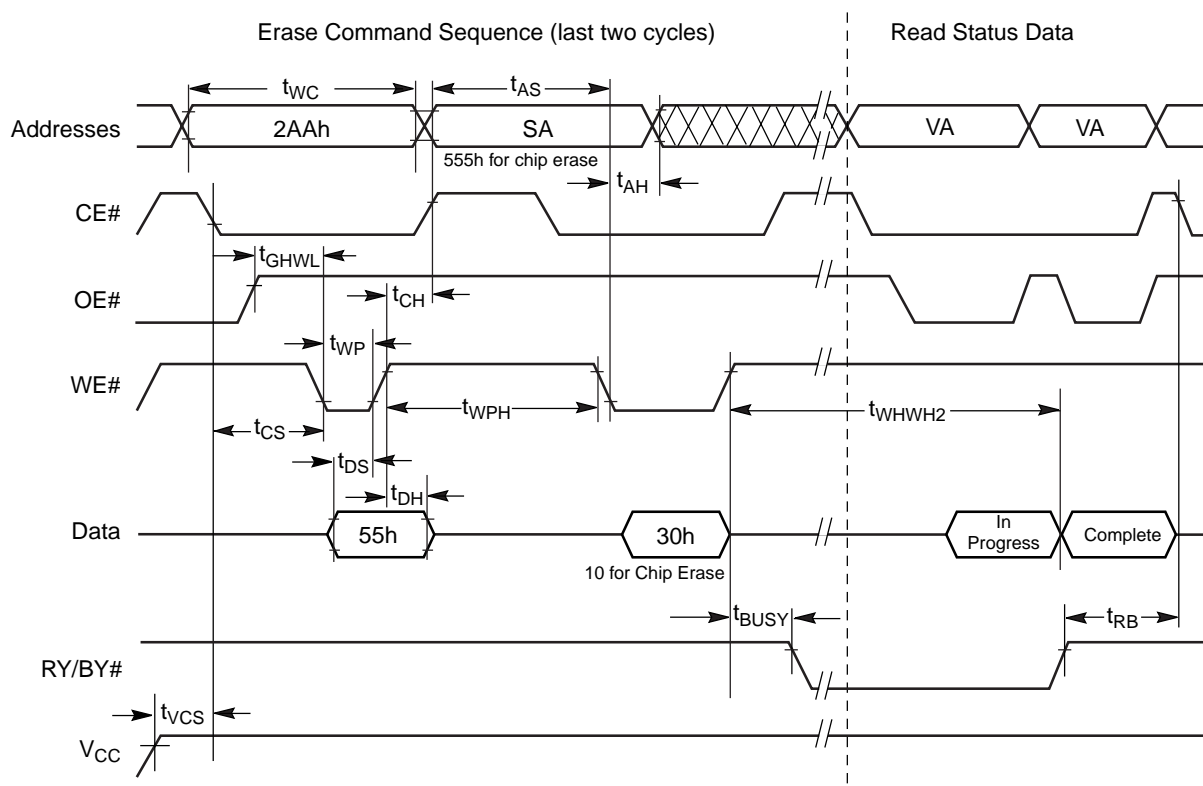 Erase Command Sequence (last two cycles)
Read Status Data
tWC
tAS
Addresses
2AAh
SA
VA
VA
555h for chip erase
tAH
CE#
tGHWL
OE#
tCH
tWP
WE#
tWPH
tWHWH2
tCS
tDS
tDH
Data
55h
30h
In
Progress
Complete
10 for Chip Erase
tBUSY
tRB
RY/BY#
tVCS
VCC